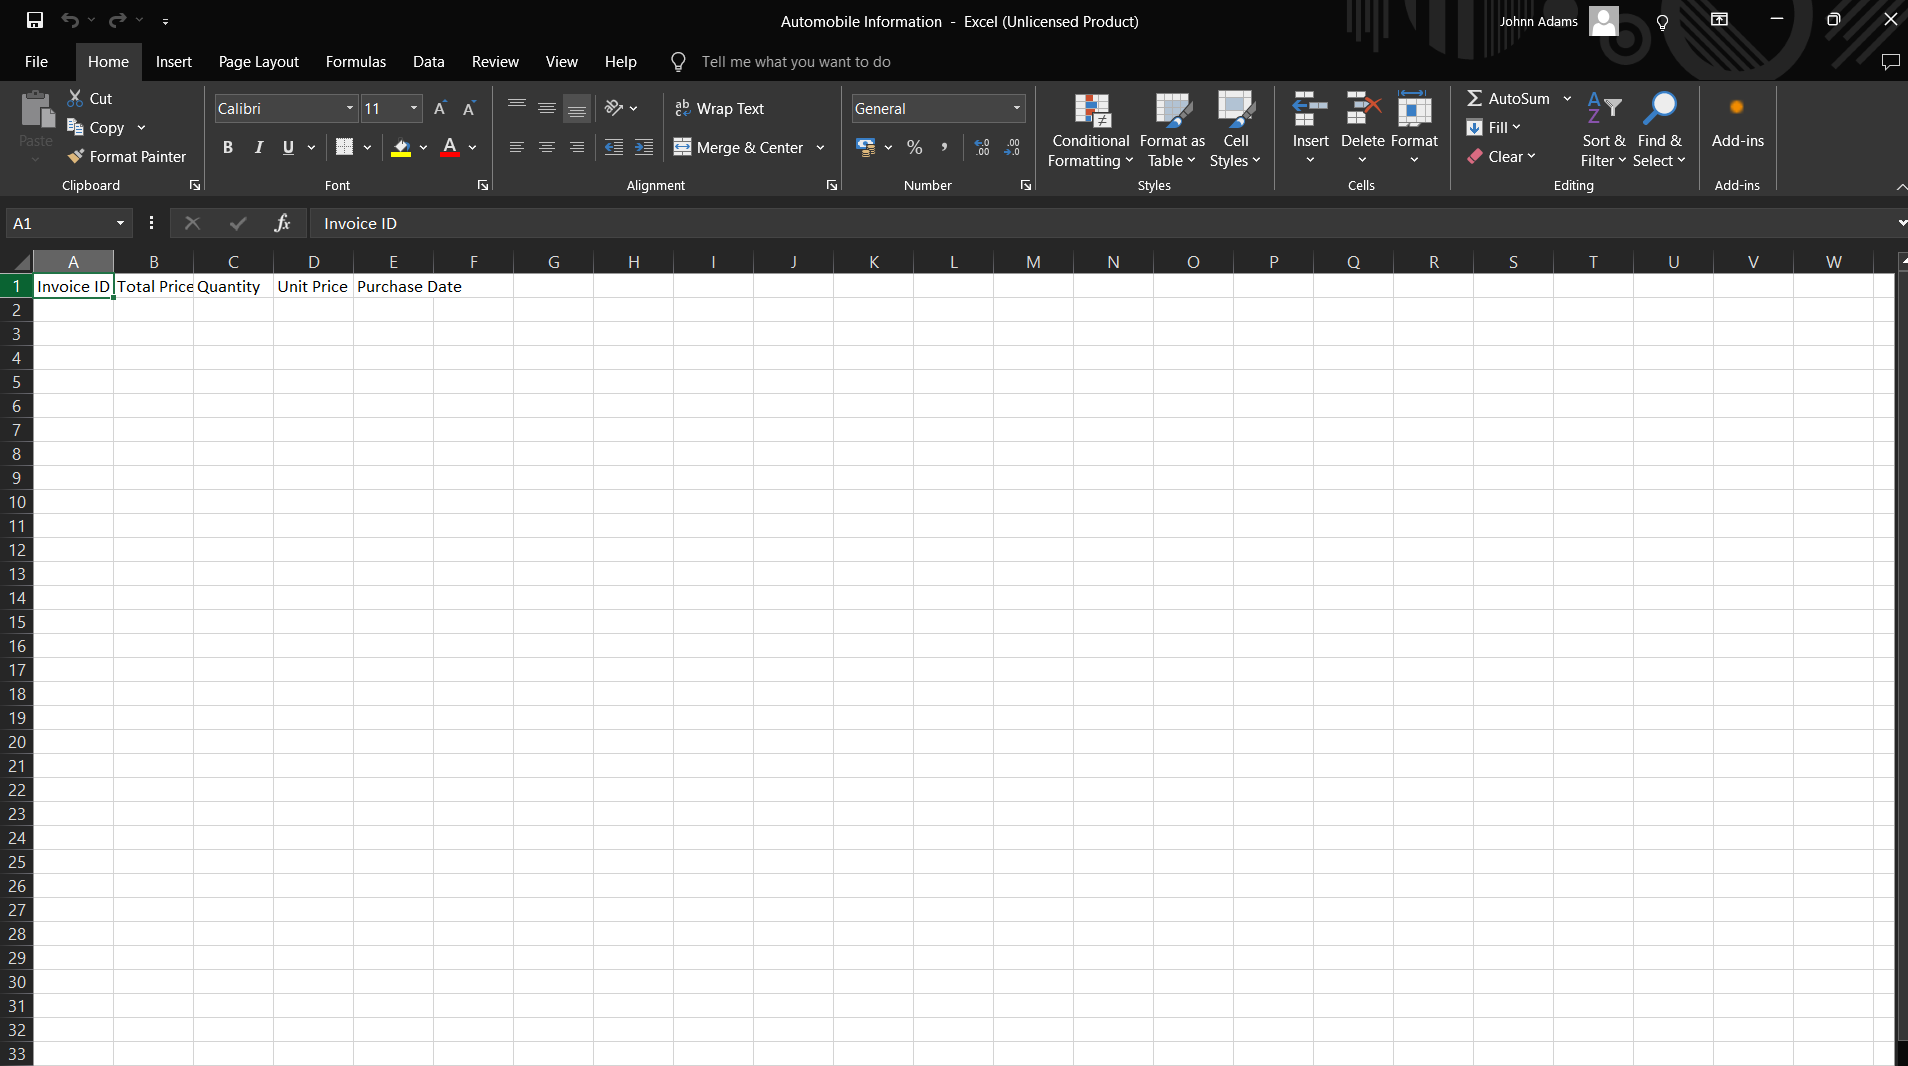 Automobile Information - Excel (Unlicensed Product)
Johnn Adams
File Home Insert Page Layout Formulas Data Review View Help Tell me what you want to do
Paste
Cut
Copy
Format Painter
Clipboard
Calibri 11
B I U A
Font
ab Wrap Text
Merge & Center
Alignment
General
% , .00 .00
Number
Conditional Formatting
Format as Table
Cell Styles
Styles
Insert Delete Format
Cells
AutoSum
Fill
Clear
Sort & Filter
Find & Select
Editing
Add-ins
Add-ins
A1 fx Invoice ID
A B C D E F G H I J K L M N O P Q R S T U V W
1 Invoice ID Total Price Quantity Unit Price Purchase Date
2
3
4
5
6
7
8
9
10
11
12
13
14
15
16
17
18
19
20
21
22
23
24
25
26
27
28
29
30
31
32
33